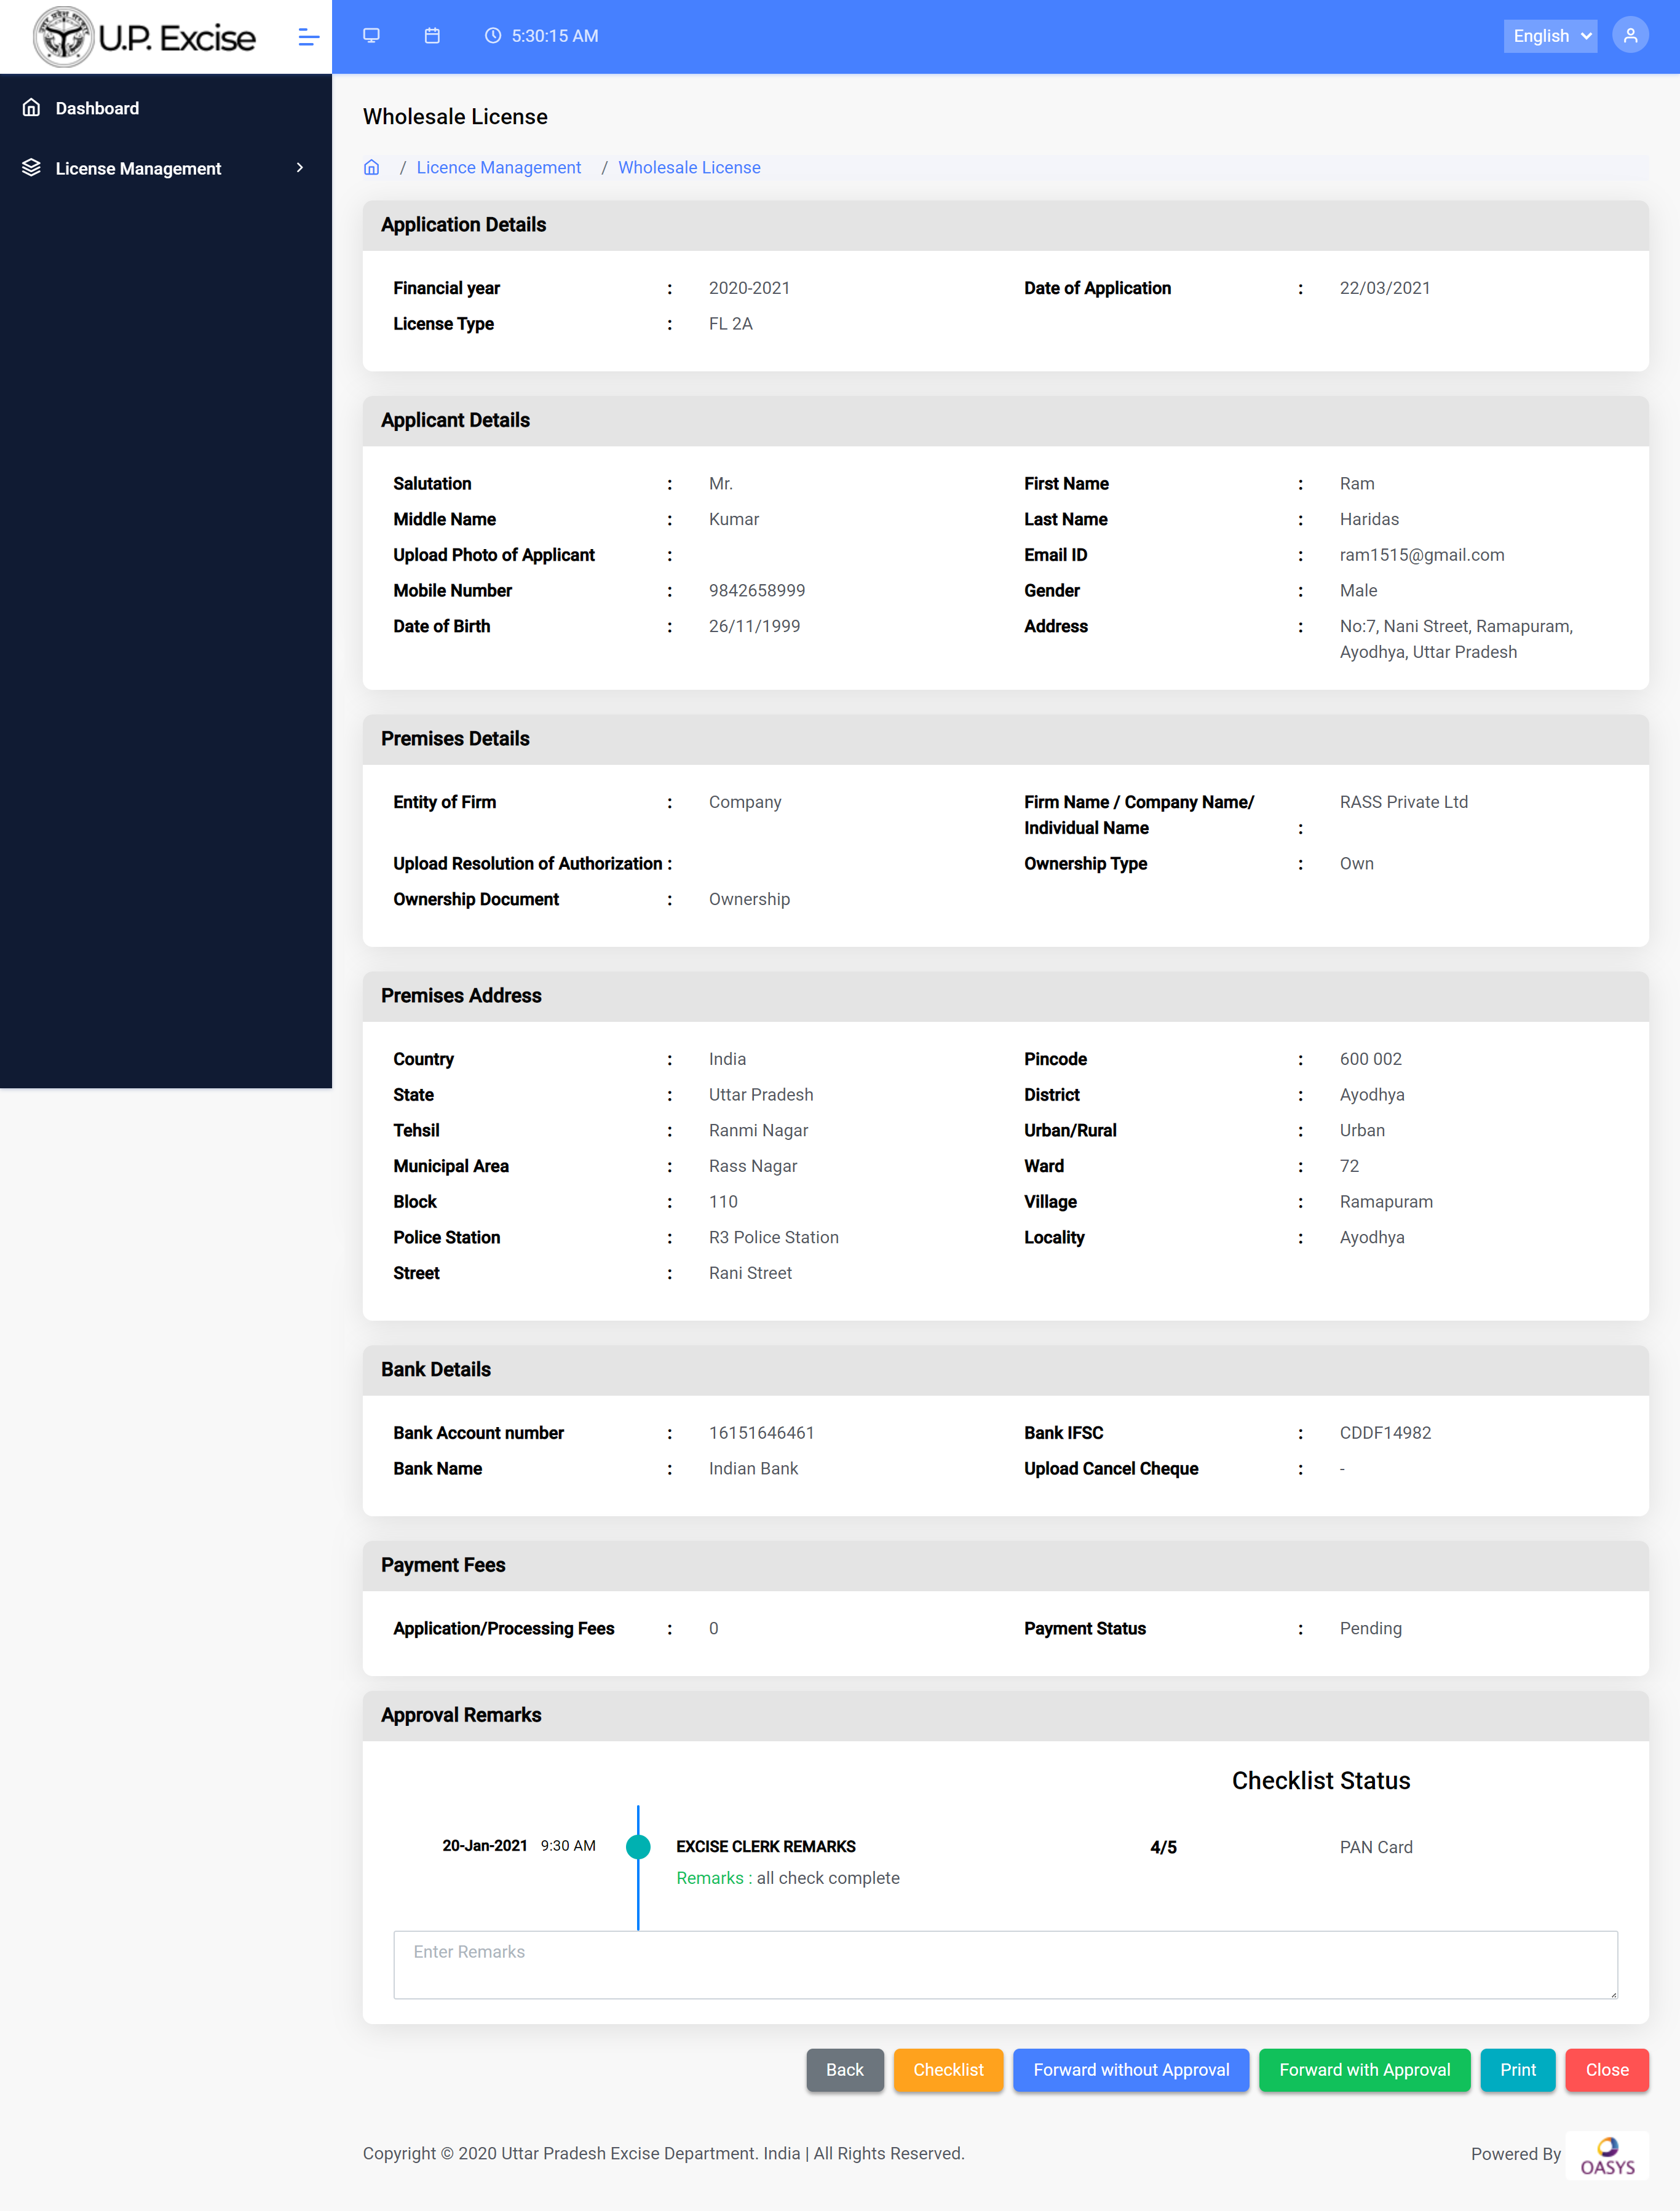 U.P. Excise
5:30:15 AM
English
Dashboard
License Management
Wholesale License
/ Licence Management / Wholesale License
Application Details
Financial year : 2020-2021 Date of Application : 22/03/2021
License Type : FL 2A
Applicant Details
Salutation : Mr. First Name : Ram
Middle Name : Kumar Last Name : Haridas
Upload Photo of Applicant : Email ID : ram1515@gmail.com
Mobile Number : 9842658999 Gender : Male
Date of Birth : 26/11/1999 Address : No:7, Nani Street, Ramapuram,
Ayodhya, Uttar Pradesh
Premises Details
Entity of Firm : Company Firm Name / Company Name/ RASS Private Ltd
Individual Name :
Upload Resolution of Authorization : Ownership Type : Own
Ownership Document : Ownership
Premises Address
Country : India Pincode : 600 002
State : Uttar Pradesh District : Ayodhya
Tehsil : Ranmi Nagar Urban/Rural : Urban
Municipal Area : Rass Nagar Ward : 72
Block : 110 Village : Ramapuram
Police Station : R3 Police Station Locality : Ayodhya
Street : Rani Street
Bank Details
Bank Account number : 16151646461 Bank IFSC : CDDF14982
Bank Name : Indian Bank Upload Cancel Cheque : -
Payment Fees
Application/Processing Fees : 0 Payment Status : Pending
Approval Remarks
Checklist Status
20-Jan-2021 9:30 AM EXCISE CLERK REMARKS 4/5 PAN Card
Remarks : all check complete
Enter Remarks
Back Checklist Forward without Approval Forward with Approval Print Close
Copyright © 2020 Uttar Pradesh Excise Department. India | All Rights Reserved. Powered By OASYS